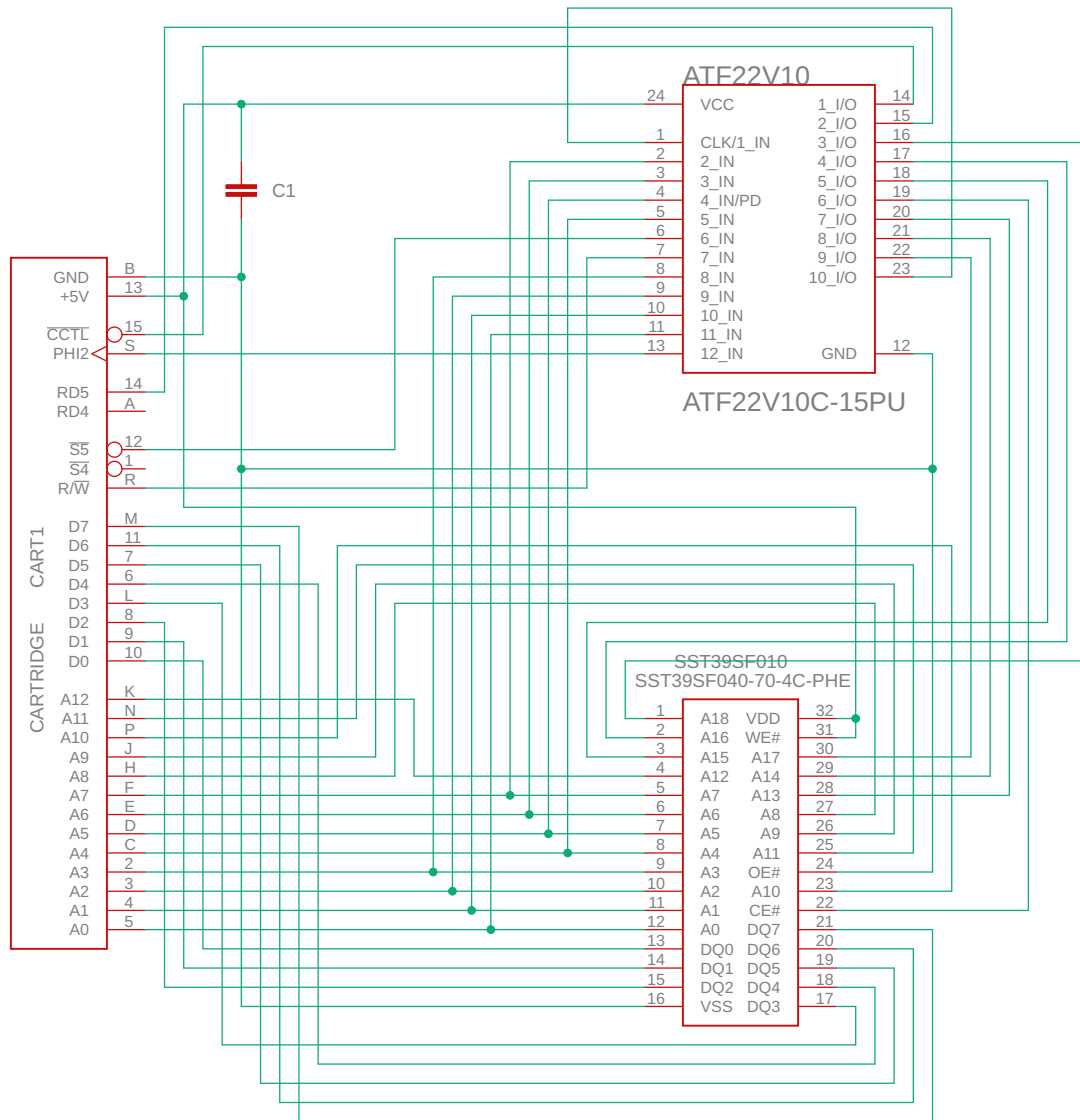 ATF22V10
24 VCC 1_I/O 14
2_I/O 15
1 CLK/1_IN 3_I/O 16
2 2_IN 4_I/O 17
3 3_IN 5_I/O 18
4 4_IN/PD 6_I/O 19
5 5_IN 7_I/O 20
6 6_IN 8_I/O 21
7 7_IN 9_I/O 22
8 8_IN 10_I/O 23
9 9_IN
10 10_IN
11 11_IN
13 12_IN GND 12
ATF22V10C-15PU
C1
CARTRIDGE CART1
GND B
+5V 13
CCTL 15
PHI2 S
RD5 14
RD4 A
S5 12
S4 1
R/W R
D7 M
D6 11
D5 7
D4 6
D3 L
D2 8
D1 9
D0 10
A12 K
A11 N
A10 P
A9 J
A8 H
A7 F
A6 E
A5 D
A4 C
A3 2
A2 3
A1 4
A0 5
SST39SF010
SST39SF040-70-4C-PHE
1 A18 VDD 32
2 A16 WE# 31
3 A15 A17 30
4 A12 A14 29
5 A7 A13 28
6 A6 A8 27
7 A5 A9 26
8 A4 A11 25
9 A3 OE# 24
10 A2 A10 23
11 A1 CE# 22
12 A0 DQ7 21
13 DQ0 DQ6 20
14 DQ1 DQ5 19
15 DQ2 DQ4 18
16 VSS DQ3 17